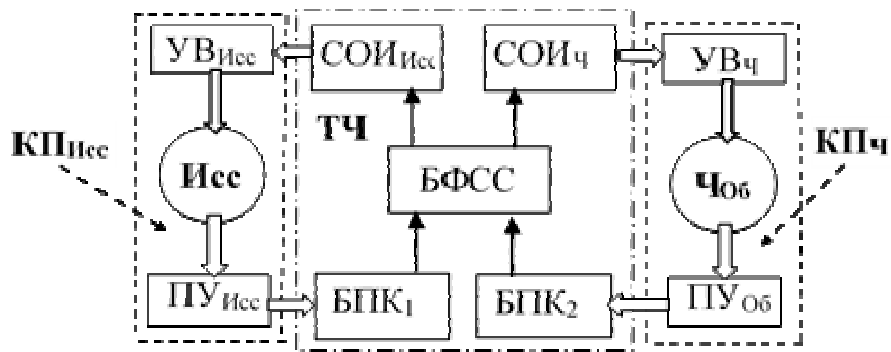 УВИсс СОИИсс СОИЧ УВЧ
ТЧ
КПИсс КПЧ
Исс БФСС ЧОб
ПУИсс БПК1 БПК2 ПУОб